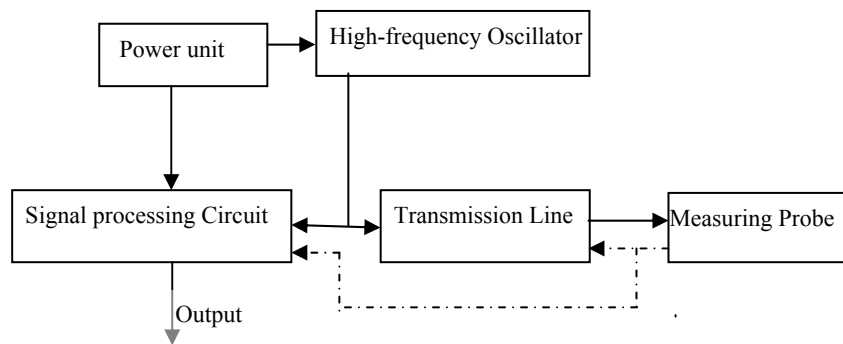 High-frequency Oscillator
Power unit
Signal processing Circuit
Transmission Line
Measuring Probe
Output